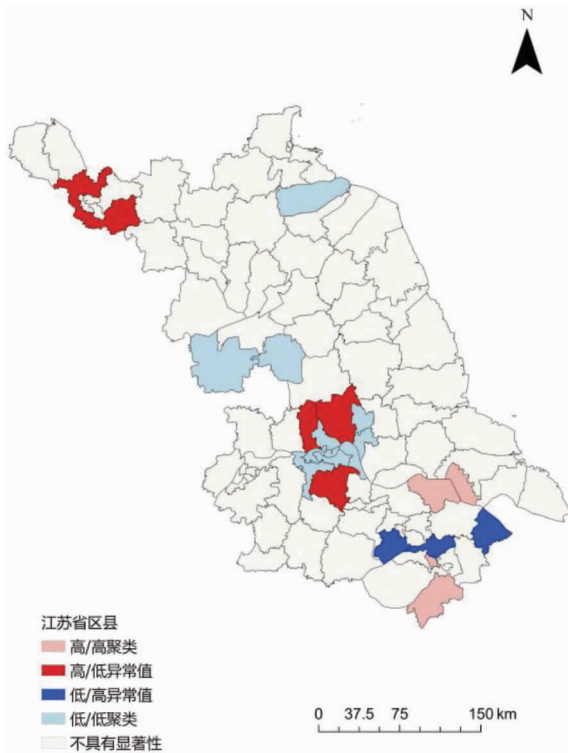 N
江苏省区县
高/高聚类
高/低异常值
低/高异常值
低/低聚类
不具有显著性
0 37.5 75 150 km